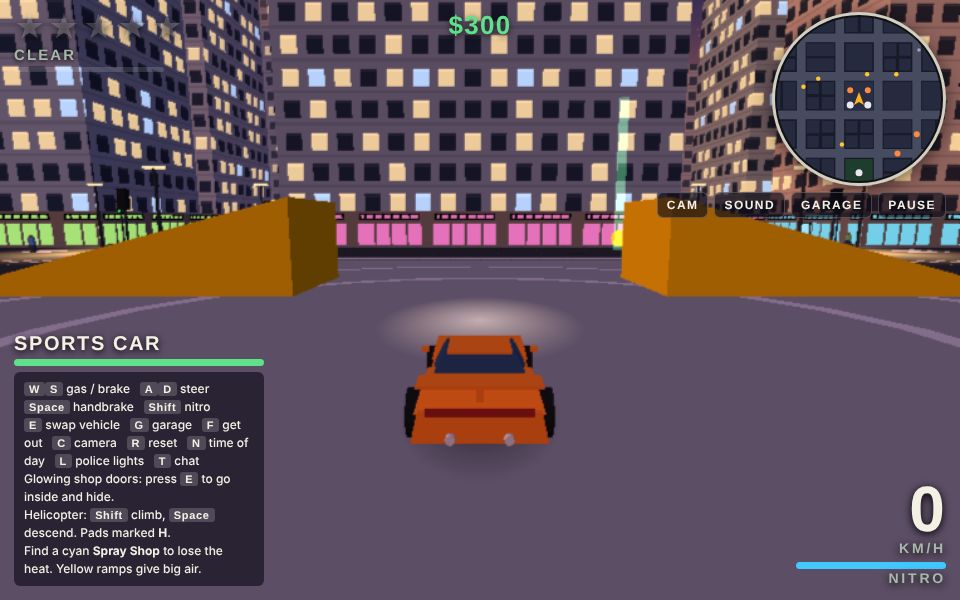 $300
CLEAR
CAM SOUND GARAGE PAUSE
SPORTS CAR
W S gas / brake A D steer
Space handbrake Shift nitro
E swap vehicle G garage F get
out C camera R reset N time of
day L police lights T chat
Glowing shop doors: press E to go
inside and hide.
Helicopter: Shift climb, Space
descend. Pads marked H.
Find a cyan Spray Shop to lose the
heat. Yellow ramps give big air.
0
KM/H
NITRO